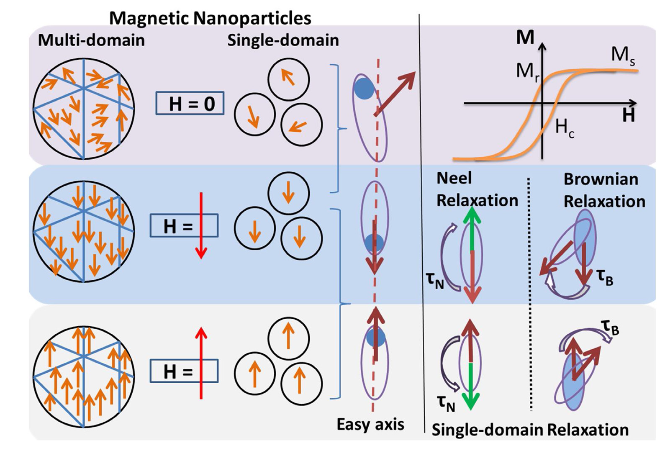 Magnetic Nanoparticles
Multi-domain
Single-domain
H = 0
M
Mr
Ms
Hc
H
H =
Neel
Relaxation
τN
Brownian
Relaxation
τB
H =
τN
τB
Easy axis
Single-domain Relaxation